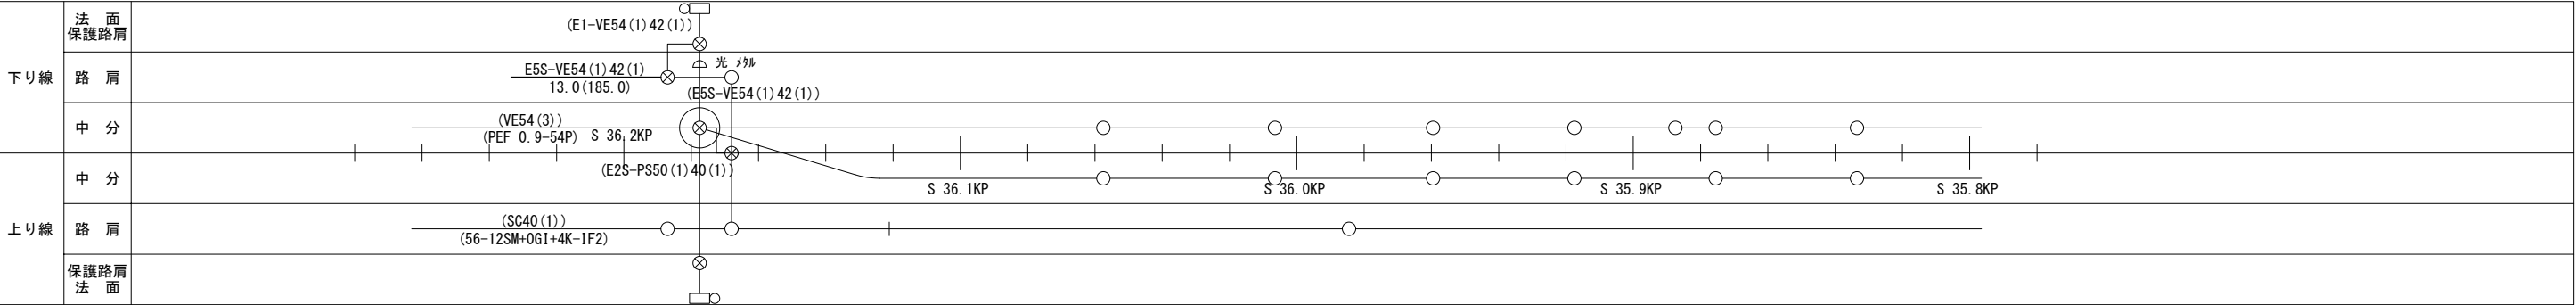 法 面
保護路肩
(E1-VE54(1)42(1))
下り線
路 肩
E5S-VE54(1)42(1)
13.0(185.0)
光 ﾒﾀﾙ
(E5S-VE54(1)42(1))
中 分
(VE54(3))
(PEF 0.9-54P)
S 36.2KP
中 分
(E2S-PS50(1)40(1))
S 36.1KP
S 36.0KP
S 35.9KP
S 35.8KP
上り線
路 肩
(SC40(1))
(56-12SM+OGI+4K-IF2)
保護路肩
法 面